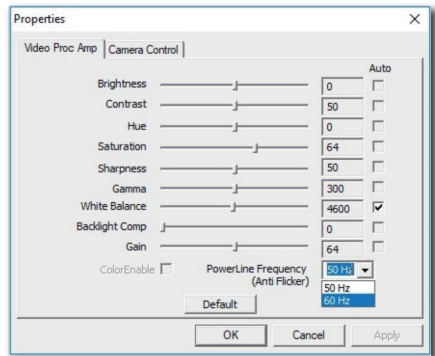 Properties
Video Proc Amp Camera Control
Auto
Brightness 0
Contrast 50
Hue 0
Saturation 64
Sharpness 50
Gamma 300
White Balance 4600
Backlight Comp 0
Gain 64
ColorEnable PowerLine Frequency 50 Hz
(Anti Flicker)
50 Hz
60 Hz
Default
OK Cancel Apply